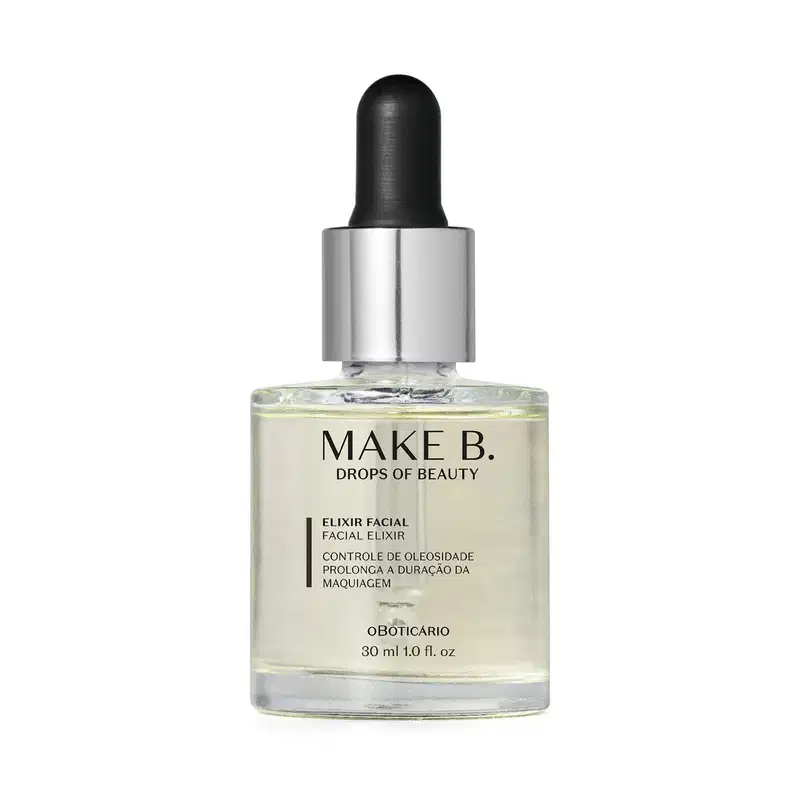 MAKE B.
DROPS OF BEAUTY
ELIXIR FACIAL
FACIAL ELIXIR
CONTROLE DE OLEOSIDADE
PROLONGA A DURAÇÃO DA
MAQUIAGEM
oBOTICÁRIO
30 ml 1.0 fl. oz